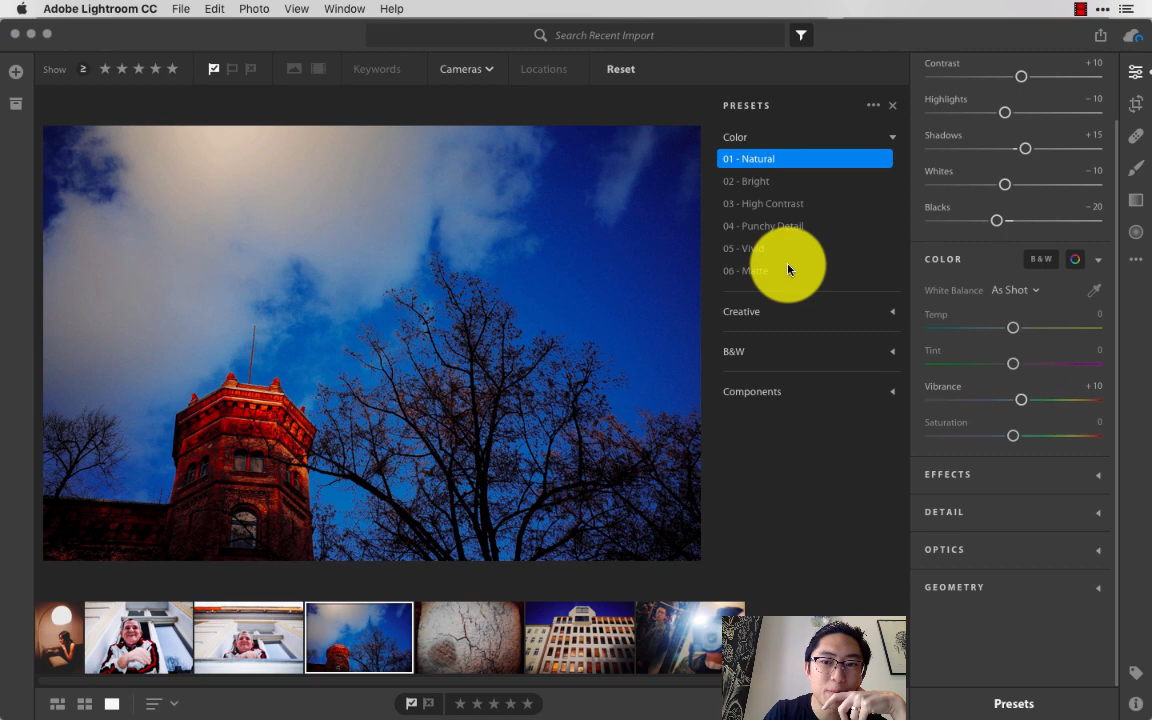 Adobe Lightroom CC File Edit Photo View Window Help
Search Recent Import
Show ≥ ★ ★ ★ ★ ★ Keywords Cameras Locations Reset
PRESETS
Color
01 - Natural
02 - Bright
03 - High Contrast
04 - Punchy Detail
05 - Vivid
06 - Matte
Creative
B&W
Components
Contrast + 10
Highlights – 10
Shadows + 15
Whites – 10
Blacks – 20
COLOR B&W
White Balance As Shot
Temp 0
Tint 0
Vibrance + 10
Saturation 0
EFFECTS
DETAIL
OPTICS
GEOMETRY
Presets